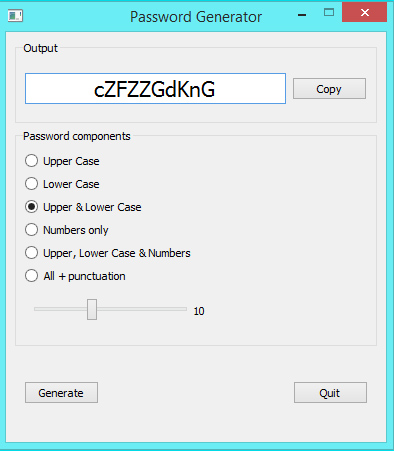 Password Generator
Output
cZFZZGdKnG
Copy
Password components
Upper Case
Lower Case
Upper & Lower Case
Numbers only
Upper, Lower Case & Numbers
All + punctuation
10
Generate
Quit